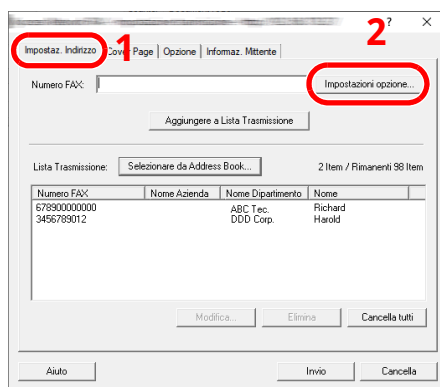 2
?
Impostaz. Indirizzo
1
Cover Page
Opzione
Informaz. Mittente
Numero FAX:
Impostazioni opzione...
Aggiungere a Lista Trasmissione
Lista Trasmissione:
Selezionare da Address Book...
2 Item / Rimanenti 98 Item
Numero FAX Nome Azienda Nome Dipartimento Nome
678900000000 ABC Tec. Richard
3456789012 DDD Corp. Harold
Modifica... Elimina Cancella tutti
Aiuto Invio Cancella